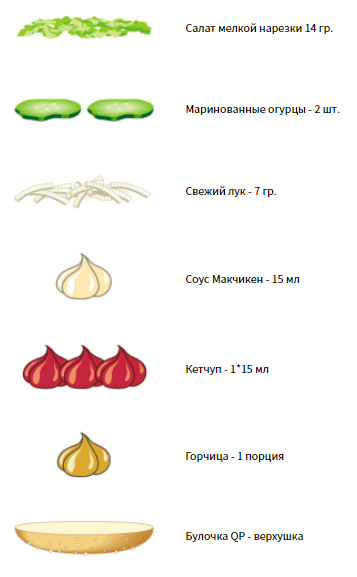 Салат мелкой нарезки 14 гр.
Маринованные огурцы - 2 шт.
Свежий лук - 7 гр.
Соус Макчикен - 15 мл
Кетчуп - 1*15 мл
Горчица - 1 порция
Булочка QP - верхушка